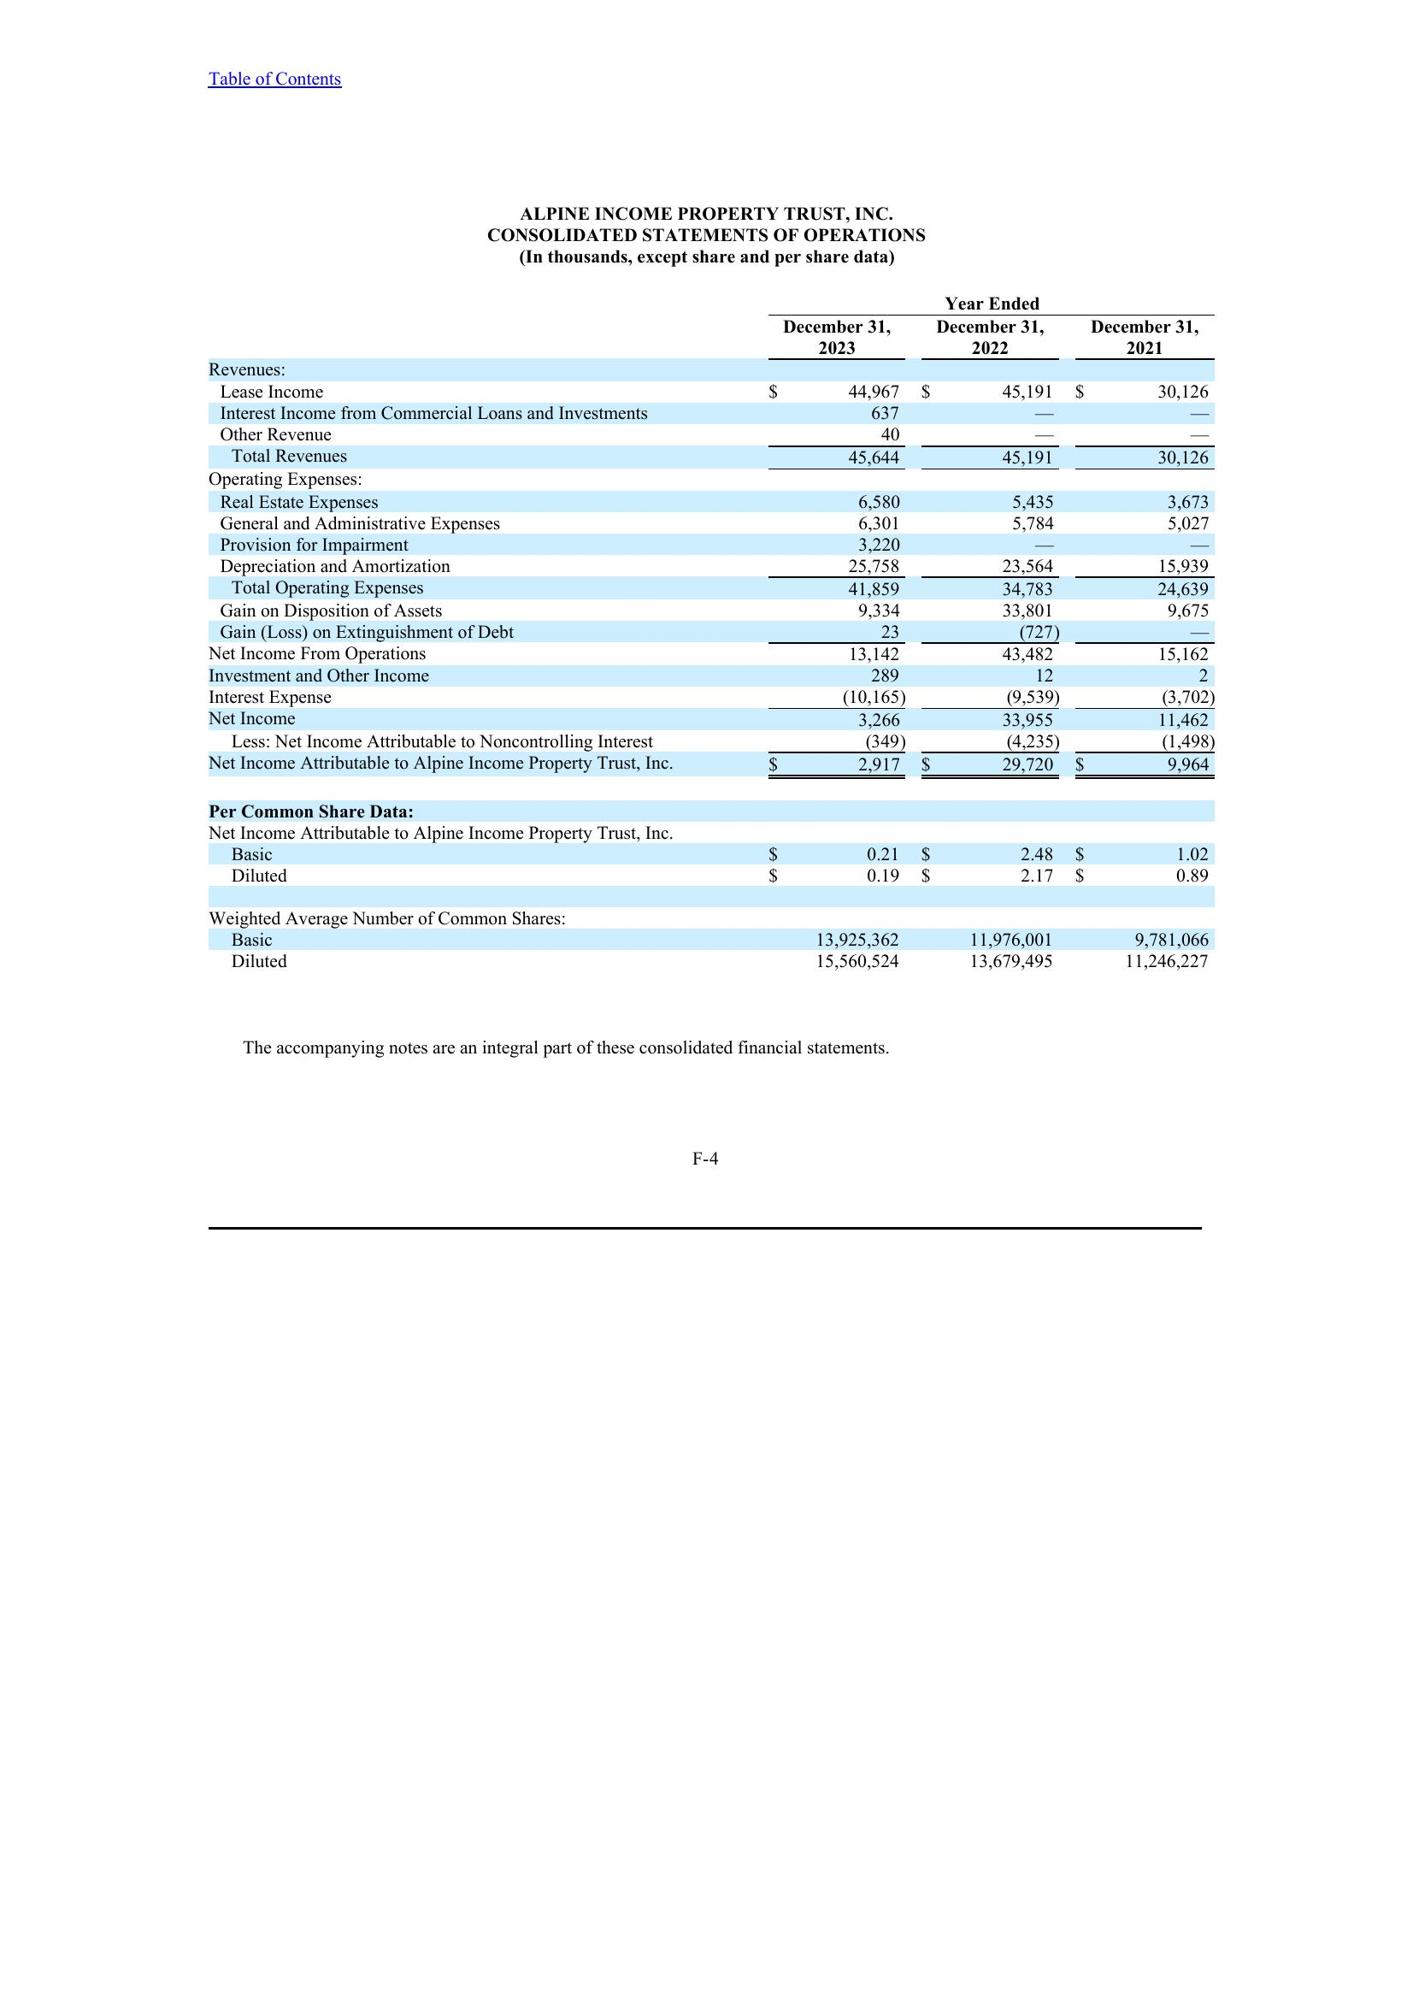 Table of Contents
ALPINE INCOME PROPERTY TRUST, INC.
CONSOLIDATED STATEMENTS OF OPERATIONS
(In thousands, except share and per share data)
Year Ended
December 31, 2023 December 31, 2022 December 31, 2021
Revenues:
Lease Income $ 44,967 $ 45,191 $ 30,126
Interest Income from Commercial Loans and Investments 637 — —
Other Revenue 40 — —
Total Revenues 45,644 45,191 30,126
Operating Expenses:
Real Estate Expenses 6,580 5,435 3,673
General and Administrative Expenses 6,301 5,784 5,027
Provision for Impairment 3,220 — —
Depreciation and Amortization 25,758 23,564 15,939
Total Operating Expenses 41,859 34,783 24,639
Gain on Disposition of Assets 9,334 33,801 9,675
Gain (Loss) on Extinguishment of Debt 23 (727) —
Net Income From Operations 13,142 43,482 15,162
Investment and Other Income 289 12 2
Interest Expense (10,165) (9,539) (3,702)
Net Income 3,266 33,955 11,462
Less: Net Income Attributable to Noncontrolling Interest (349) (4,235) (1,498)
Net Income Attributable to Alpine Income Property Trust, Inc. $ 2,917 $ 29,720 $ 9,964
Per Common Share Data:
Net Income Attributable to Alpine Income Property Trust, Inc.
Basic $ 0.21 $ 2.48 $ 1.02
Diluted $ 0.19 $ 2.17 $ 0.89
Weighted Average Number of Common Shares:
Basic 13,925,362 11,976,001 9,781,066
Diluted 15,560,524 13,679,495 11,246,227
The accompanying notes are an integral part of these consolidated financial statements.
F-4